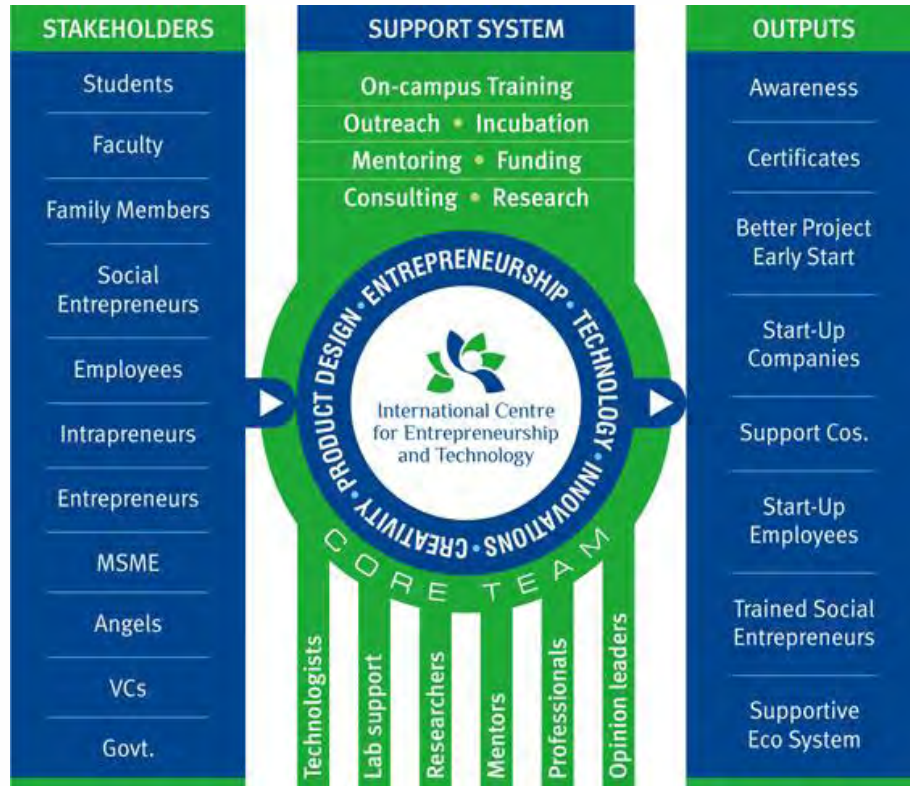 STAKEHOLDERS
Students
Faculty
Family Members
Social
Entrepreneurs
Employees
Intrapreneurs
Entrepreneurs
MSME
Angels
VCs
Govt.
SUPPORT SYSTEM
On-campus Training
Outreach • Incubation
Mentoring • Funding
Consulting • Research
PRODUCT DESIGN • ENTREPRENEURSHIP • TECHNOLOGY • INNOVATIONS • CREATIVITY •
International Centre
for Entrepreneurship
and Technology
CORE TEAM
Technologists
Lab support
Researchers
Mentors
Professionals
Opinion leaders
OUTPUTS
Awareness
Certificates
Better Project
Early Start
Start-Up
Companies
Support Cos.
Start-Up
Employees
Trained Social
Entrepreneurs
Supportive
Eco System